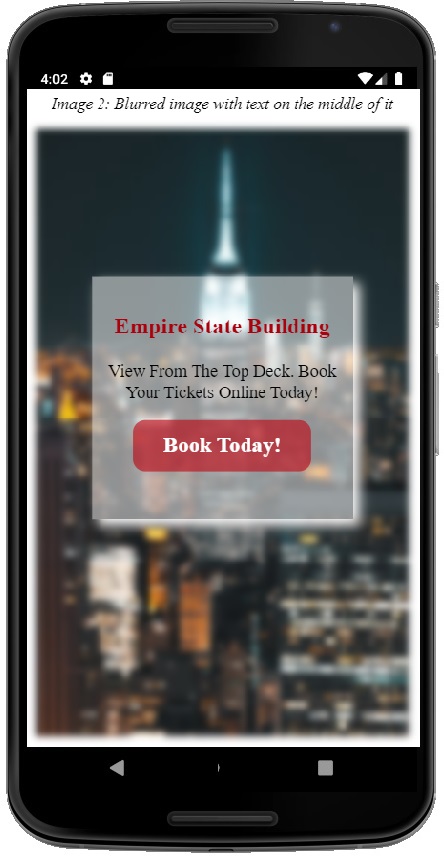 4:02
Image 2: Blurred image with text on the middle of it
Empire State Building
View From The Top Deck. Book
Your Tickets Online Today!
Book Today!